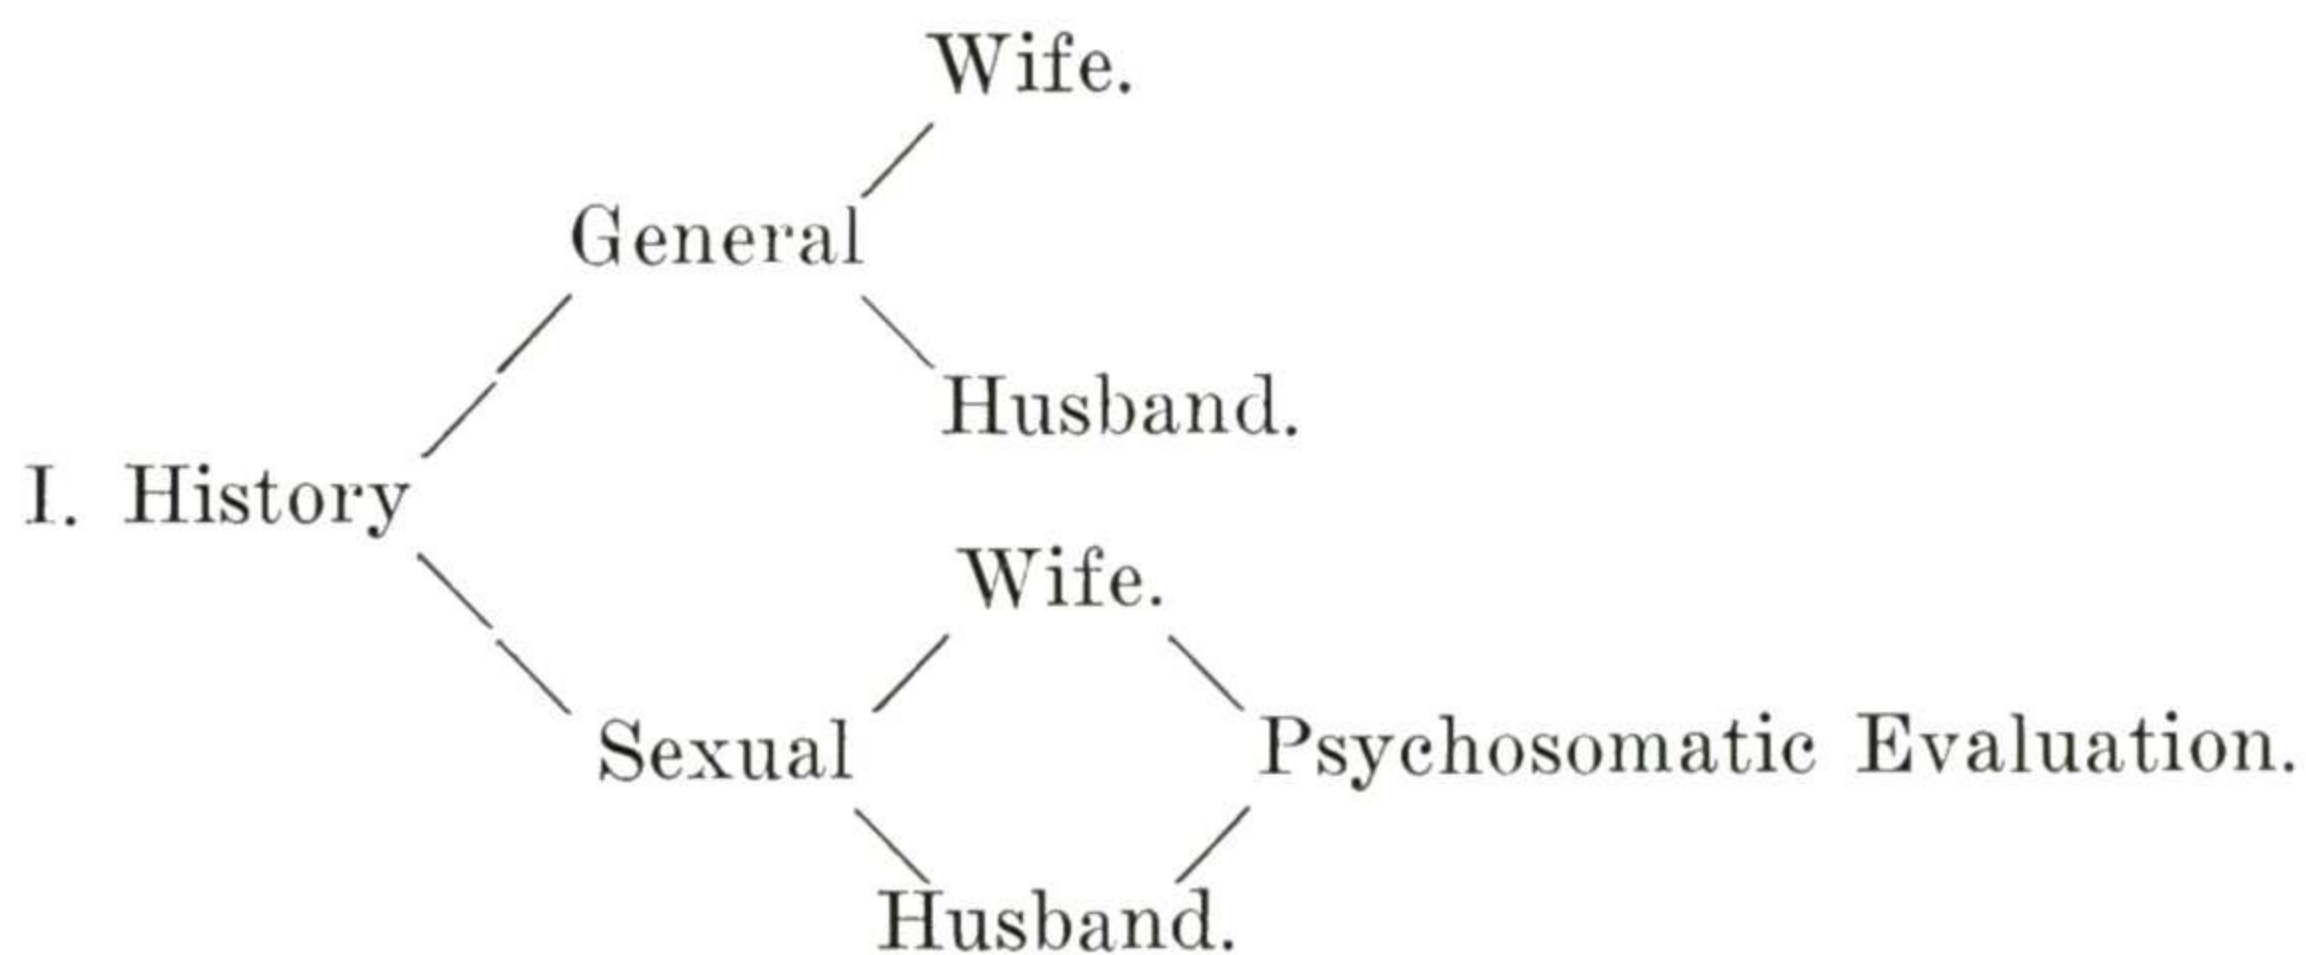 Wife.
General
Husband.
I. History
Wife.
Sexual
Psychosomatic Evaluation.
Husband.